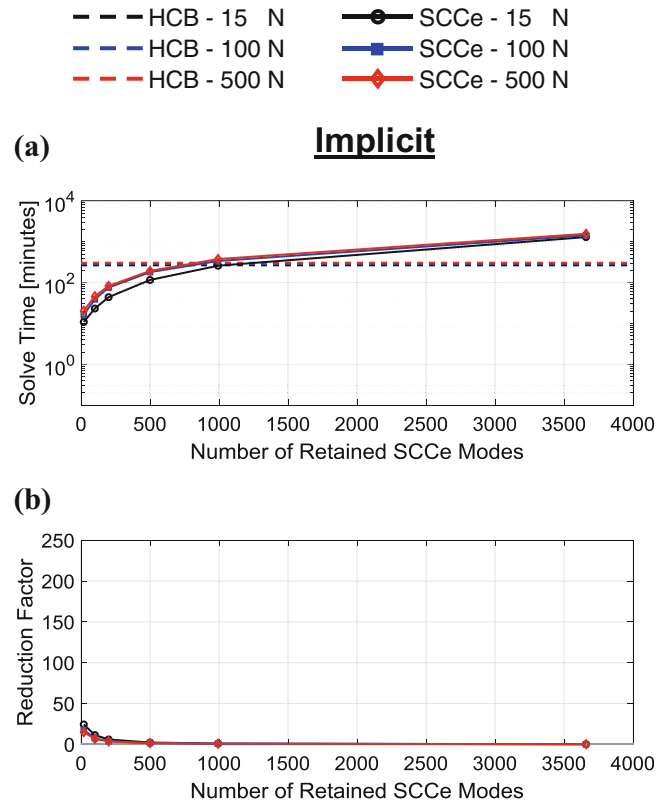 HCB - 15 N
SCCe - 15 N
HCB - 100 N
SCCe - 100 N
HCB - 500 N
SCCe - 500 N
(a)
Implicit
Solve Time [minutes]
10^4
10^2
10^0
0 500 1000 1500 2000 2500 3000 3500 4000
Number of Retained SCCe Modes
(b)
Reduction Factor
250
200
150
100
50
0
0 500 1000 1500 2000 2500 3000 3500 4000
Number of Retained SCCe Modes